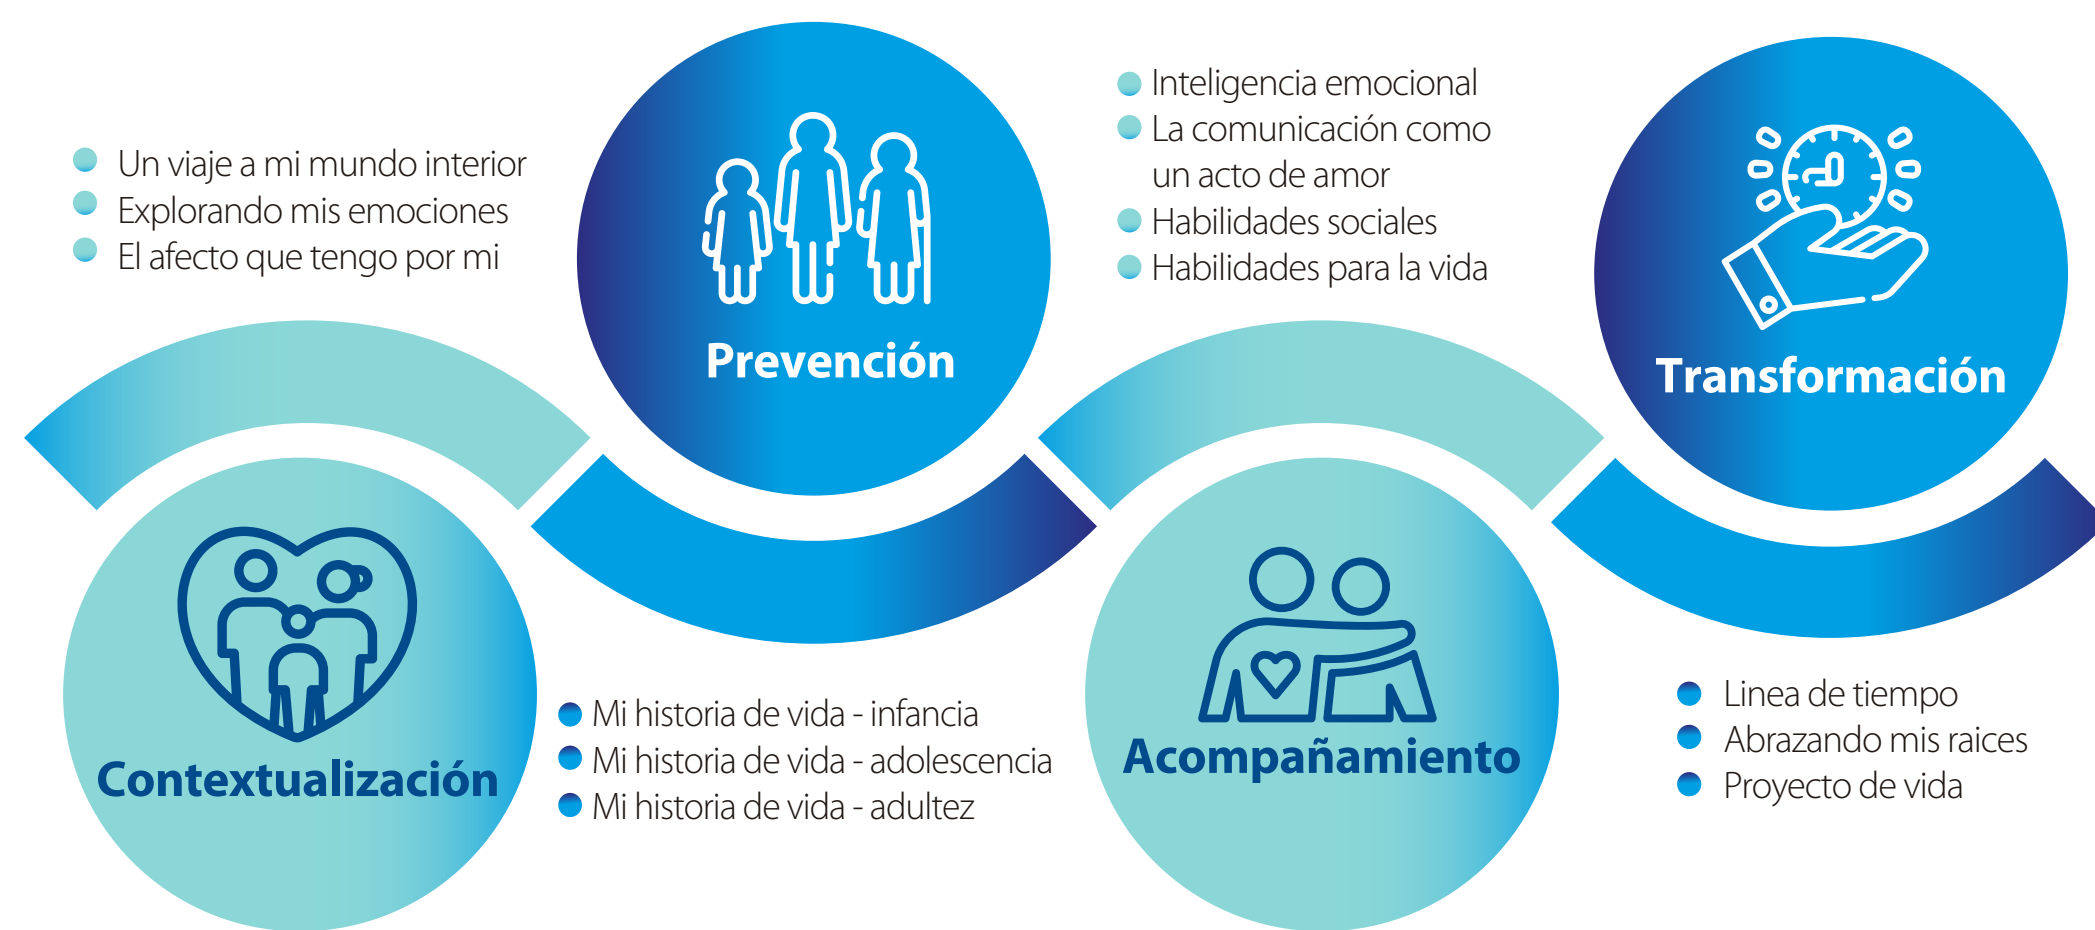 Un viaje a mi mundo interior
Explorando mis emociones
El afecto que tengo por mi
Contextualización
Prevención
Mi historia de vida - infancia
Mi historia de vida - adolescencia
Mi historia de vida - adultez
Inteligencia emocional
La comunicación como
un acto de amor
Habilidades sociales
Habilidades para la vida
Acompañamiento
Transformación
Linea de tiempo
Abrazando mis raices
Proyecto de vida